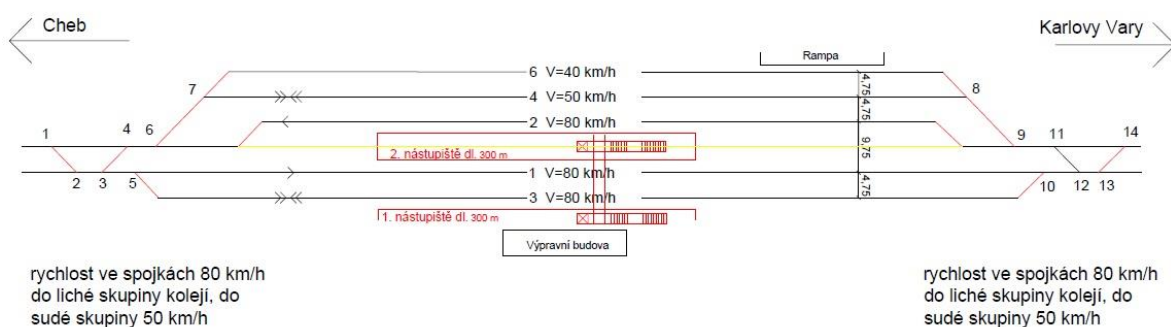 Cheb
Karlovy Vary
Rampa
6 V=40 km/h
4 V=50 km/h
2 V=80 km/h
2. nástupiště dl. 300 m
1 V=80 km/h
3 V=80 km/h
1. nástupiště dl. 300 m
Výpravní budova
1
2
3
4
5
6
7
8
9
10
11
12
13
14
4,75
4,75
9,75
4,75
rychlost ve spojkách 80 km/h
do liché skupiny kolejí, do
sudé skupiny 50 km/h
rychlost ve spojkách 80 km/h
do liché skupiny kolejí, do
sudé skupiny 50 km/h